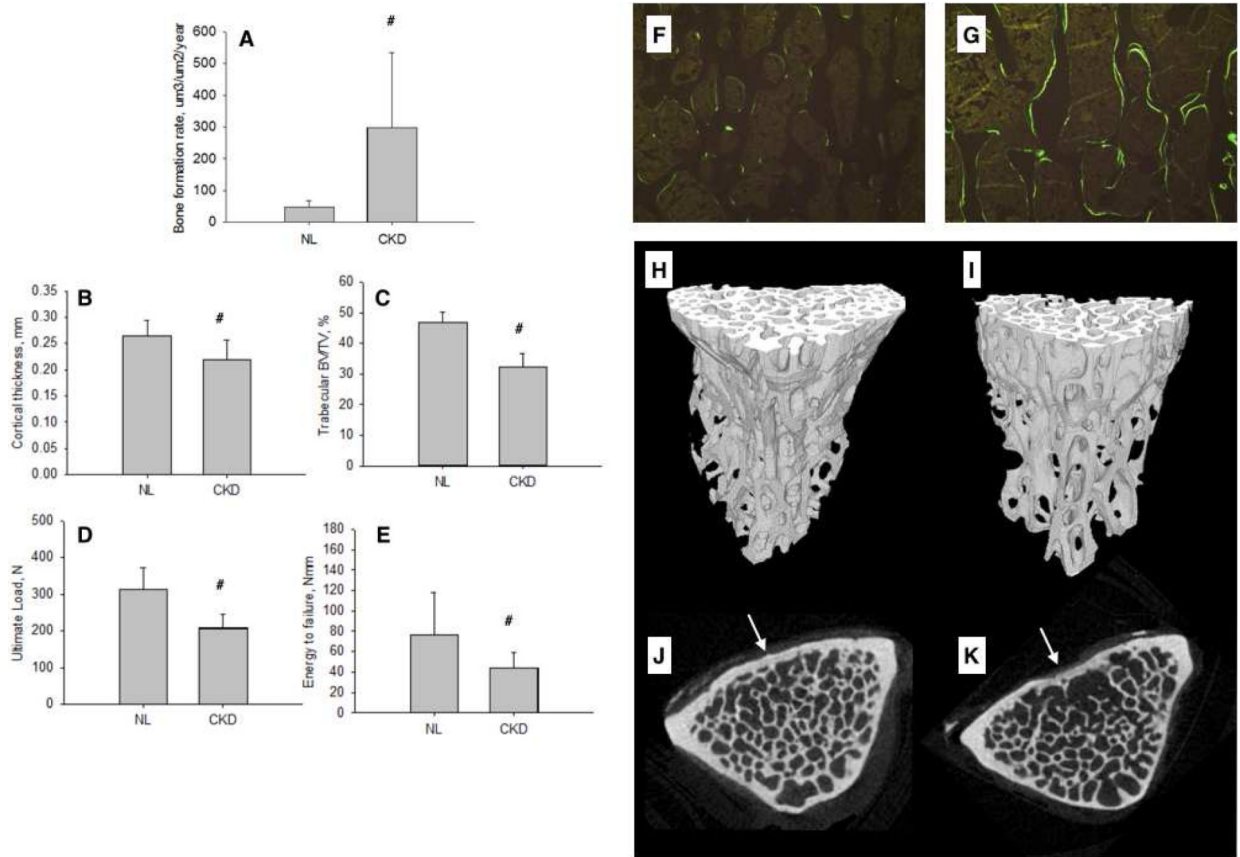 A
#
Bone formation rate, um3/um2/year
600
500
400
300
200
100
0
NL
CKD
B
#
Cortical thickness, mm
0.35
0.30
0.25
0.20
0.15
0.10
0.05
0.00
NL
CKD
C
#
Trabecular BV/TV, %
60
50
40
30
20
10
0
NL
CKD
D
#
Ultimate Load, N
500
400
300
200
100
0
NL
CKD
E
#
Energy to failure, Nmm
180
160
140
120
100
80
60
40
20
0
NL
CKD
F
G
H
I
J
K